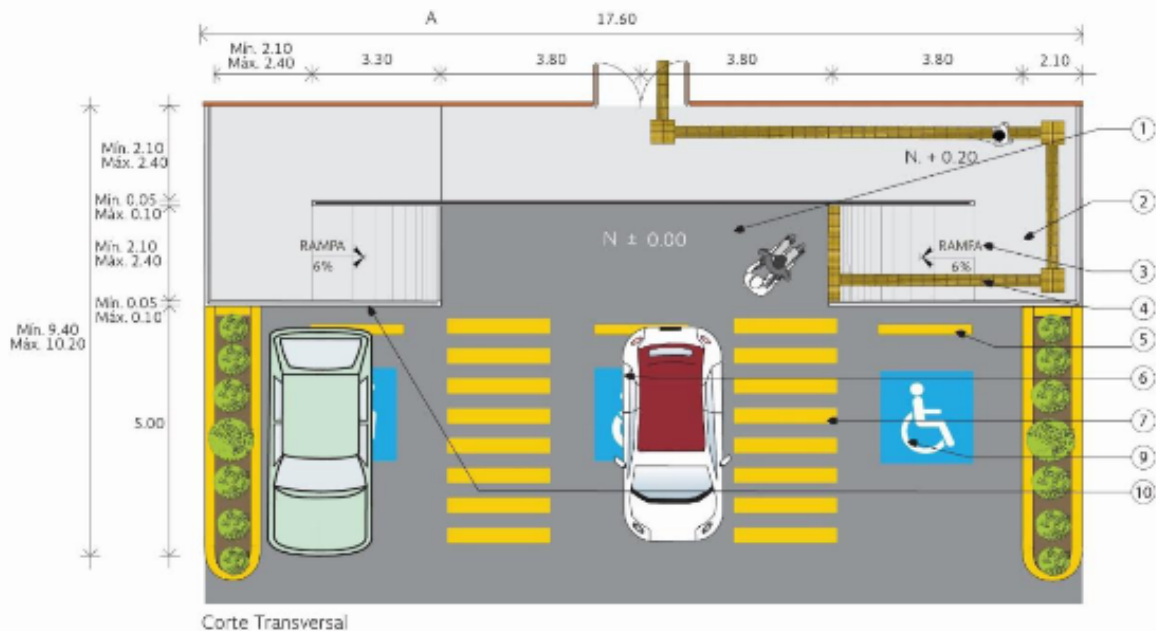 A 17.60
Mín. 2.10
Máx. 2.40
3.30 3.80 3.80 3.80 2.10
Mín. 2.10
Máx. 2.40
N. + 0.20
Mín. 0.05
Máx. 0.10
N ± 0.00
Mín. 2.10
Máx. 2.40
RAMPA
6%
RAMPA
6%
Mín. 0.05
Máx. 0.10
Mín. 9.40
Máx. 10.20
5.00
1
2
3
4
5
6
7
9
10
Corte Transversal